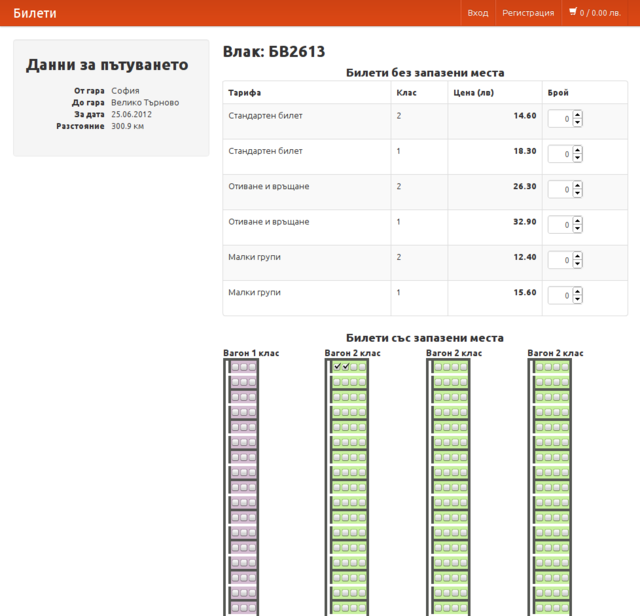 Билети
Вход Регистрация 0 / 0.00 лв.
Данни за пътуването
От гара София
До гара Велико Търново
За дата 25.06.2012
Разстояние 300.9 км
Влак: БВ2613
Билети без запазени места
Тарифа Клас Цена (лв) Брой
Стандартен билет 2 14.60 0
Стандартен билет 1 18.30 0
Отиване и връщане 2 26.30 0
Отиване и връщане 1 32.90 0
Малки групи 2 12.40 0
Малки групи 1 15.60 0
Билети със запазени места
Вагон 1 клас Вагон 2 клас Вагон 2 клас Вагон 2 клас